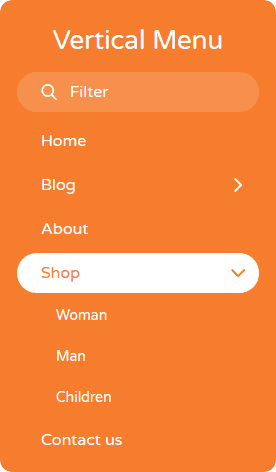 Vertical Menu
Filter
Home
Blog
About
Shop
Woman
Man
Children
Contact us